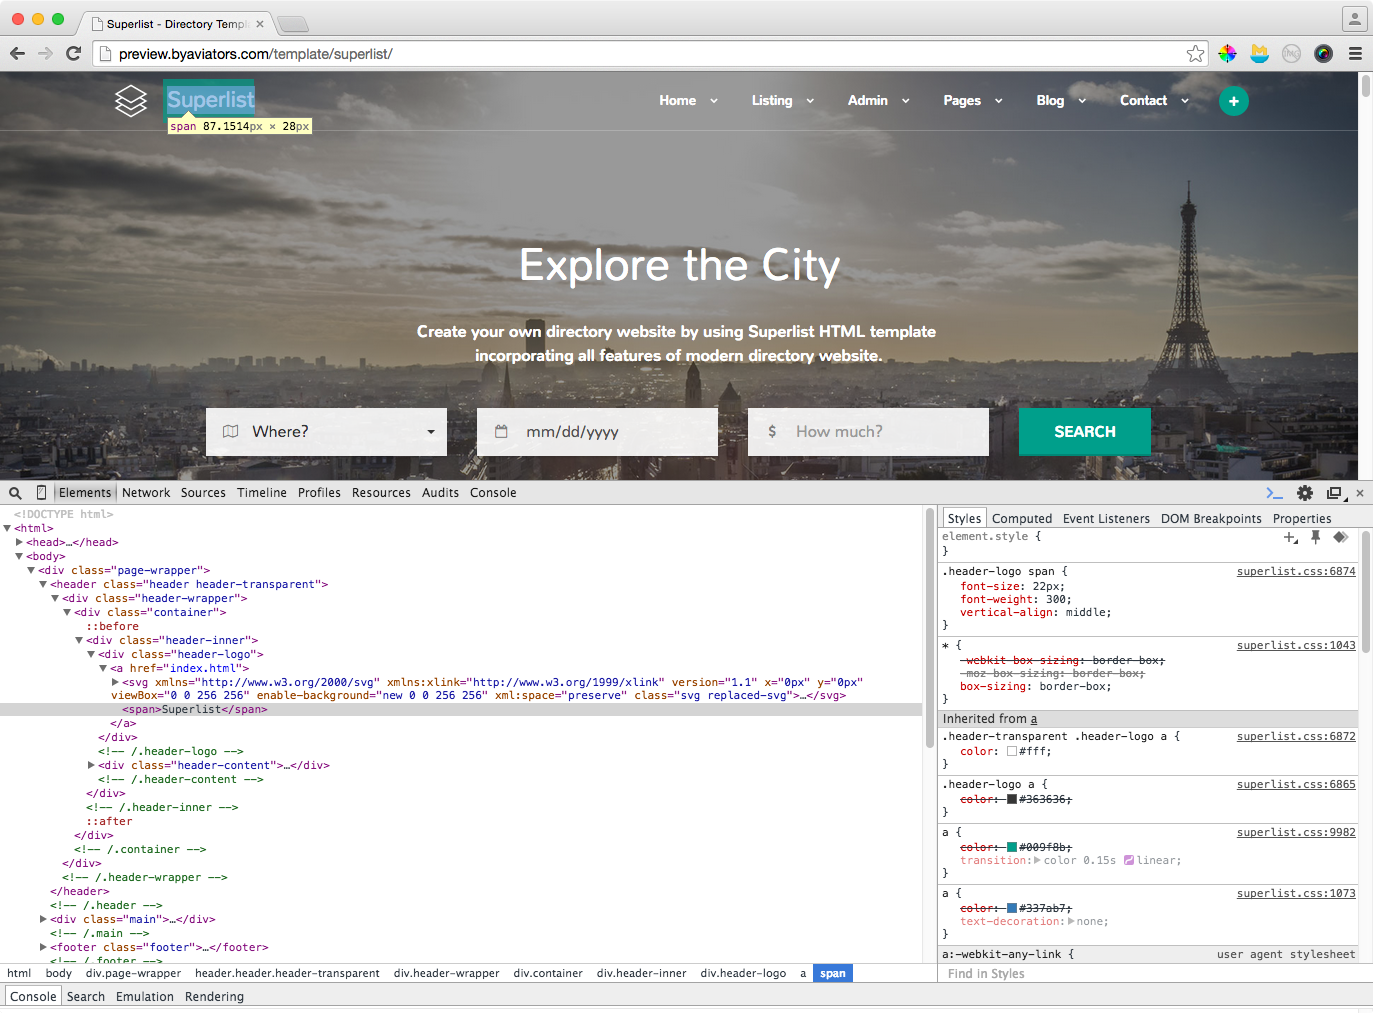 Superlist - Directory Templ
preview.byaviators.com/template/superlist/
Superlist
Home
Listing
Admin
Pages
Blog
Contact
span 87.1514px × 28px
Explore the City
Create your own directory website by using Superlist HTML template
incorporating all features of modern directory website.
Where?
mm/dd/yyyy
$ How much?
SEARCH
Elements Network Sources Timeline Profiles Resources Audits Console
<!DOCTYPE html>
<html>
<head>…</head>
<body>
<div class="page-wrapper">
<header class="header header-transparent">
<div class="header-wrapper">
<div class="container">
::before
<div class="header-inner">
<div class="header-logo">
<a href="index.html">
<svg xmlns="http://www.w3.org/2000/svg" xmlns:xlink="http://www.w3.org/1999/xlink" version="1.1" x="0px" y="0px"
viewBox="0 0 256 256" enable-background="new 0 0 256 256" xml:space="preserve" class="svg replaced-svg">…</svg>
<span>Superlist</span>
</a>
</div>
<!-- /.header-logo -->
<div class="header-content">…</div>
<!-- /.header-content -->
</div>
<!-- /.header-inner -->
::after
</div>
<!-- /.container -->
</div>
<!-- /.header-wrapper -->
</header>
<!-- /.header -->
<div class="main">…</div>
<!-- /.main -->
<footer class="footer">…</footer>
<!-- /.footer -->
html body div.page-wrapper header.header.header-transparent div.header-wrapper div.container div.header-inner div.header-logo a span
Styles Computed Event Listeners DOM Breakpoints Properties
element.style {
}
.header-logo span { superlist.css:6874
font-size: 22px;
font-weight: 300;
vertical-align: middle;
}
* { superlist.css:1043
-webkit-box-sizing: border-box;
-moz-box-sizing: border-box;
box-sizing: border-box;
}
Inherited from a
.header-transparent .header-logo a { superlist.css:6872
color: #fff;
}
.header-logo a { superlist.css:6865
color: #363636;
}
a { superlist.css:9982
color: #009f8b;
transition: color 0.15s linear;
}
a { superlist.css:1073
color: #337ab7;
text-decoration: none;
}
a:-webkit-any-link { user agent stylesheet
Find in Styles
Console Search Emulation Rendering